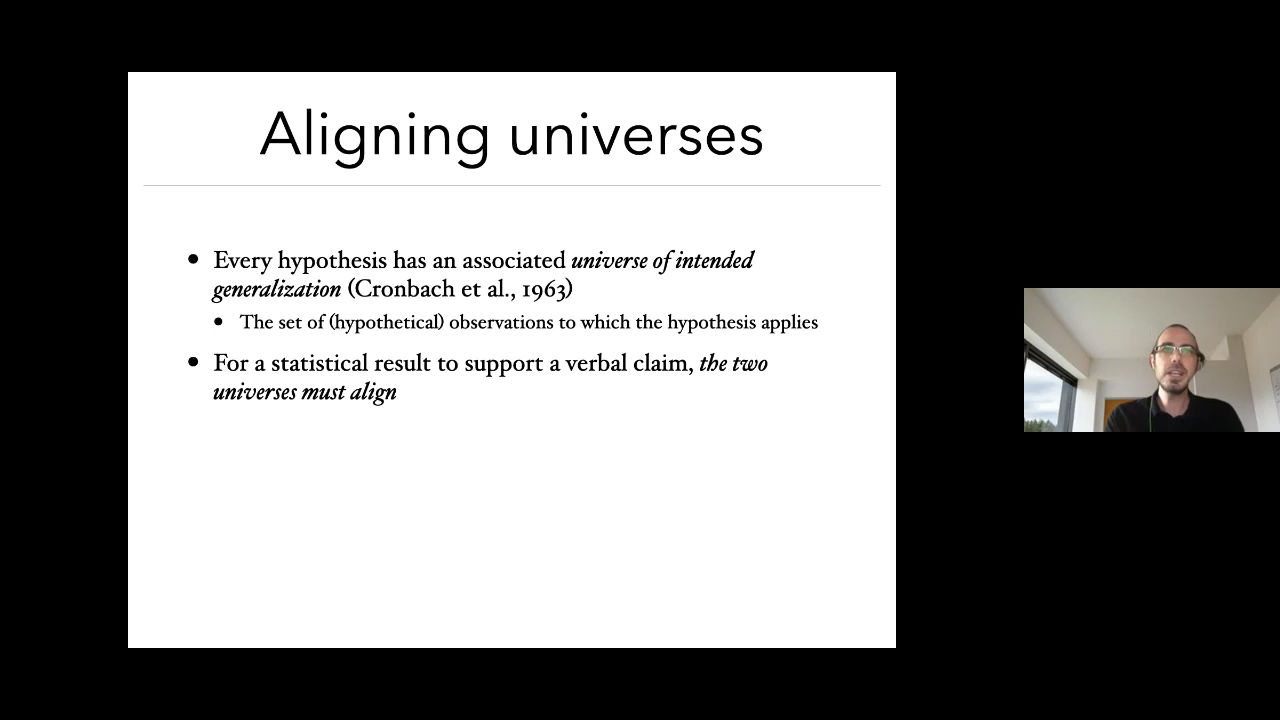 Aligning universes
• Every hypothesis has an associated universe of intended
generalization (Cronbach et al., 1963)
• The set of (hypothetical) observations to which the hypothesis applies
• For a statistical result to support a verbal claim, the two
universes must align